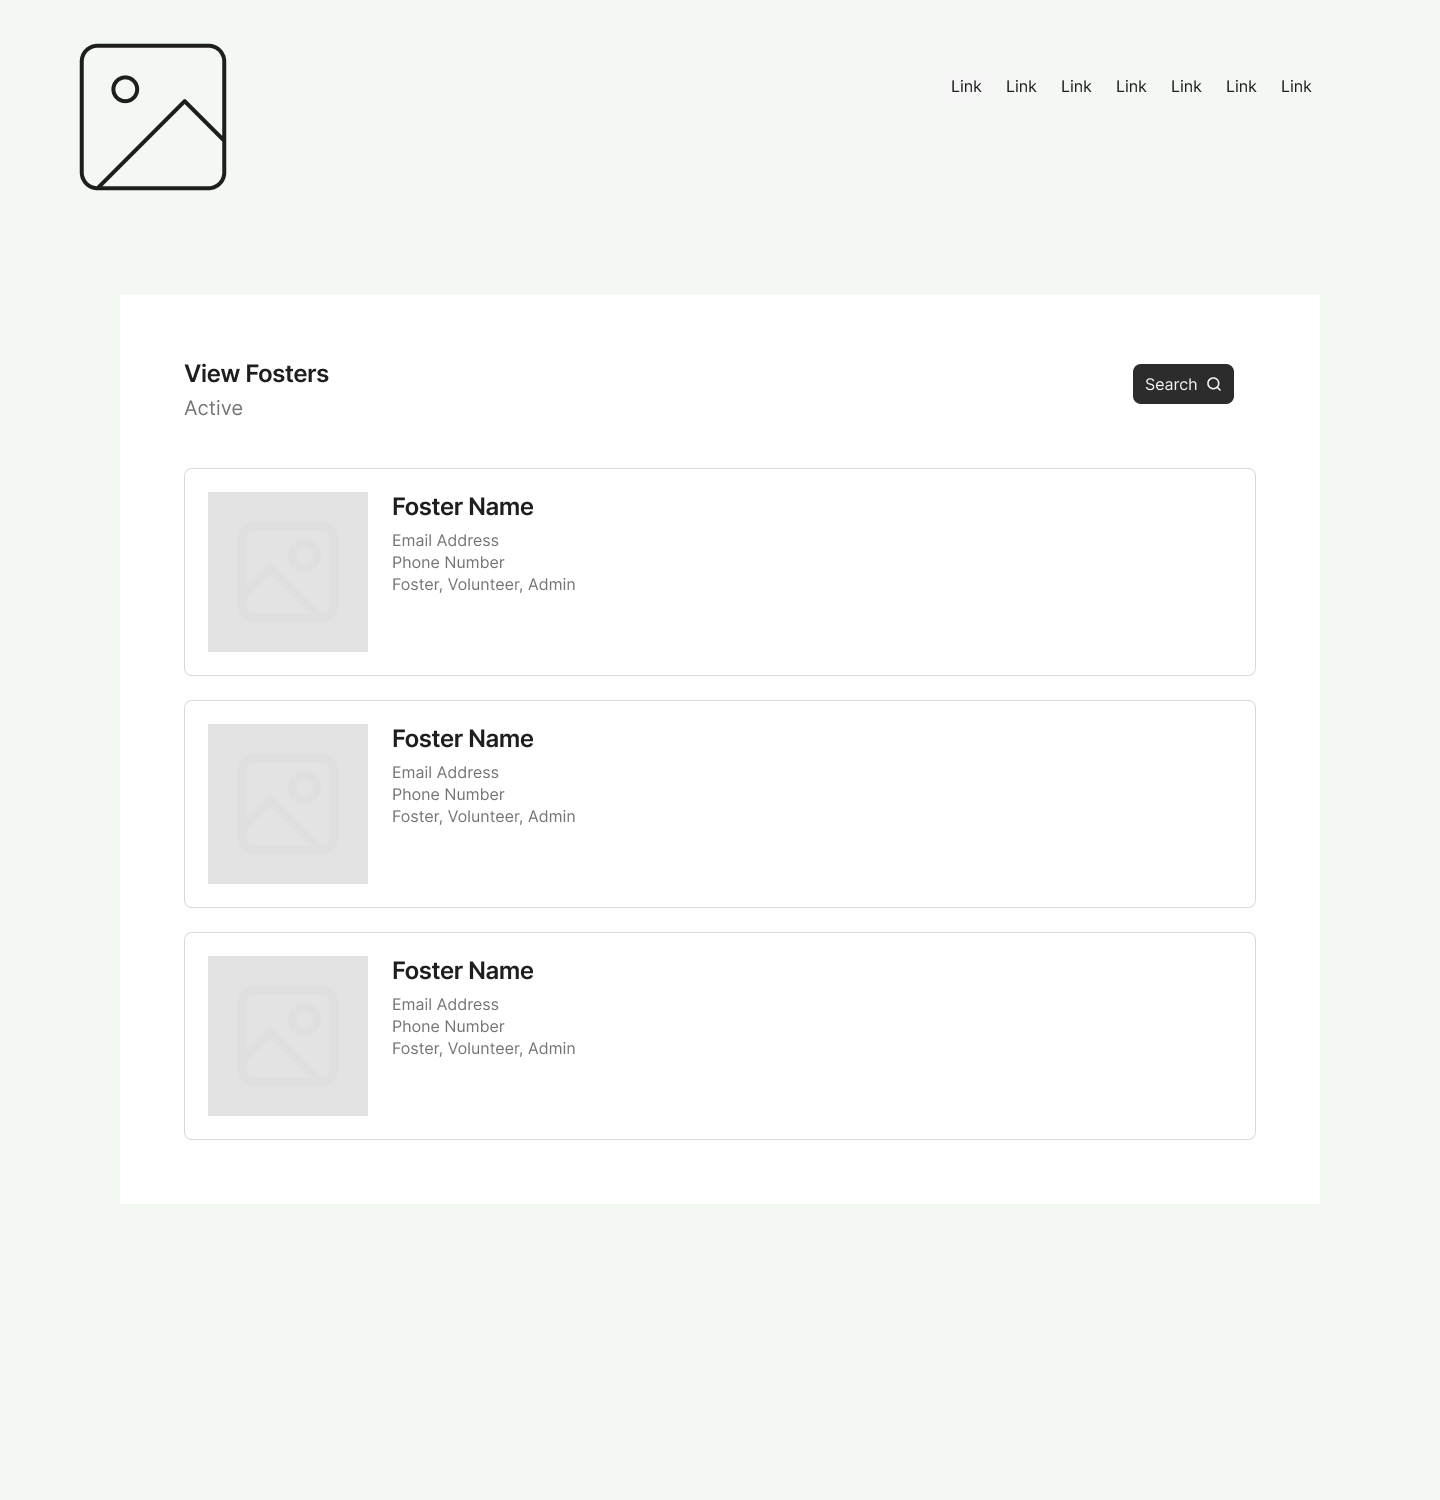 Link Link Link Link Link Link Link
View Fosters
Active
Search
Foster Name
Email Address
Phone Number
Foster, Volunteer, Admin
Foster Name
Email Address
Phone Number
Foster, Volunteer, Admin
Foster Name
Email Address
Phone Number
Foster, Volunteer, Admin